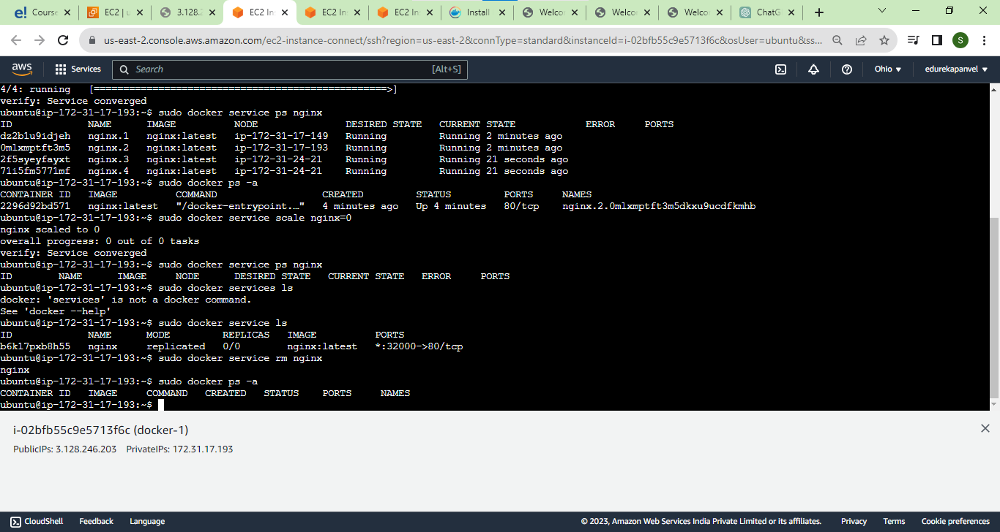 e! Course
EC2 | u
3.128.2
EC2 In
EC2 In
EC2 In
Install
Welco
Welco
Welco
ChatG
us-east-2.console.aws.amazon.com/ec2-instance-connect/ssh?region=us-east-2&connType=standard&instanceId=i-02bfb55c9e5713f6c&osUser=ubuntu&ss...
S
aws
Services
Search
[Alt+S]
Ohio
edurekapanvel
4/4: running   [==================================================>]
verify: Service converged
ubuntu@ip-172-31-17-193:~$ sudo docker service ps nginx
ID             NAME      IMAGE          NODE               DESIRED STATE   CURRENT STATE            ERROR     PORTS
dz2b1u9idjeh   nginx.1   nginx:latest   ip-172-31-17-149   Running         Running 2 minutes ago
0mlxmptft3m5   nginx.2   nginx:latest   ip-172-31-17-193   Running         Running 2 minutes ago
2f5syeyfayxt   nginx.3   nginx:latest   ip-172-31-24-21    Running         Running 21 seconds ago
71i5fm5771mf   nginx.4   nginx:latest   ip-172-31-24-21    Running         Running 21 seconds ago
ubuntu@ip-172-31-17-193:~$ sudo docker ps -a
CONTAINER ID   IMAGE          COMMAND                  CREATED         STATUS         PORTS     NAMES
2296d92bd571   nginx:latest   "/docker-entrypoint.…"   4 minutes ago   Up 4 minutes   80/tcp    nginx.2.0mlxmptft3m5dkxu9ucdfkmhb
ubuntu@ip-172-31-17-193:~$ sudo docker service scale nginx=0
nginx scaled to 0
overall progress: 0 out of 0 tasks
verify: Service converged
ubuntu@ip-172-31-17-193:~$ sudo docker service ps nginx
ID        NAME      IMAGE     NODE      DESIRED STATE   CURRENT STATE   ERROR     PORTS
ubuntu@ip-172-31-17-193:~$ sudo docker services ls
docker: 'services' is not a docker command.
See 'docker --help'
ubuntu@ip-172-31-17-193:~$ sudo docker service ls
ID             NAME      MODE         REPLICAS   IMAGE          PORTS
b6k17pxb8h55   nginx     replicated   0/0        nginx:latest   *:32000->80/tcp
ubuntu@ip-172-31-17-193:~$ sudo docker service rm nginx
nginx
ubuntu@ip-172-31-17-193:~$ sudo docker ps -a
CONTAINER ID   IMAGE     COMMAND   CREATED   STATUS    PORTS     NAMES
ubuntu@ip-172-31-17-193:~$
i-02bfb55c9e5713f6c (docker-1)
PublicIPs: 3.128.246.203   PrivateIPs: 172.31.17.193
CloudShell   Feedback   Language   © 2023, Amazon Web Services India Private Limited or its affiliates.   Privacy   Terms   Cookie preferences